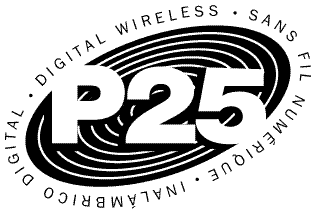 · DIGITAL WIRELESS · SANS FIL NUMÉRIQUE · INALÁMBRICO DIGITAL
P25